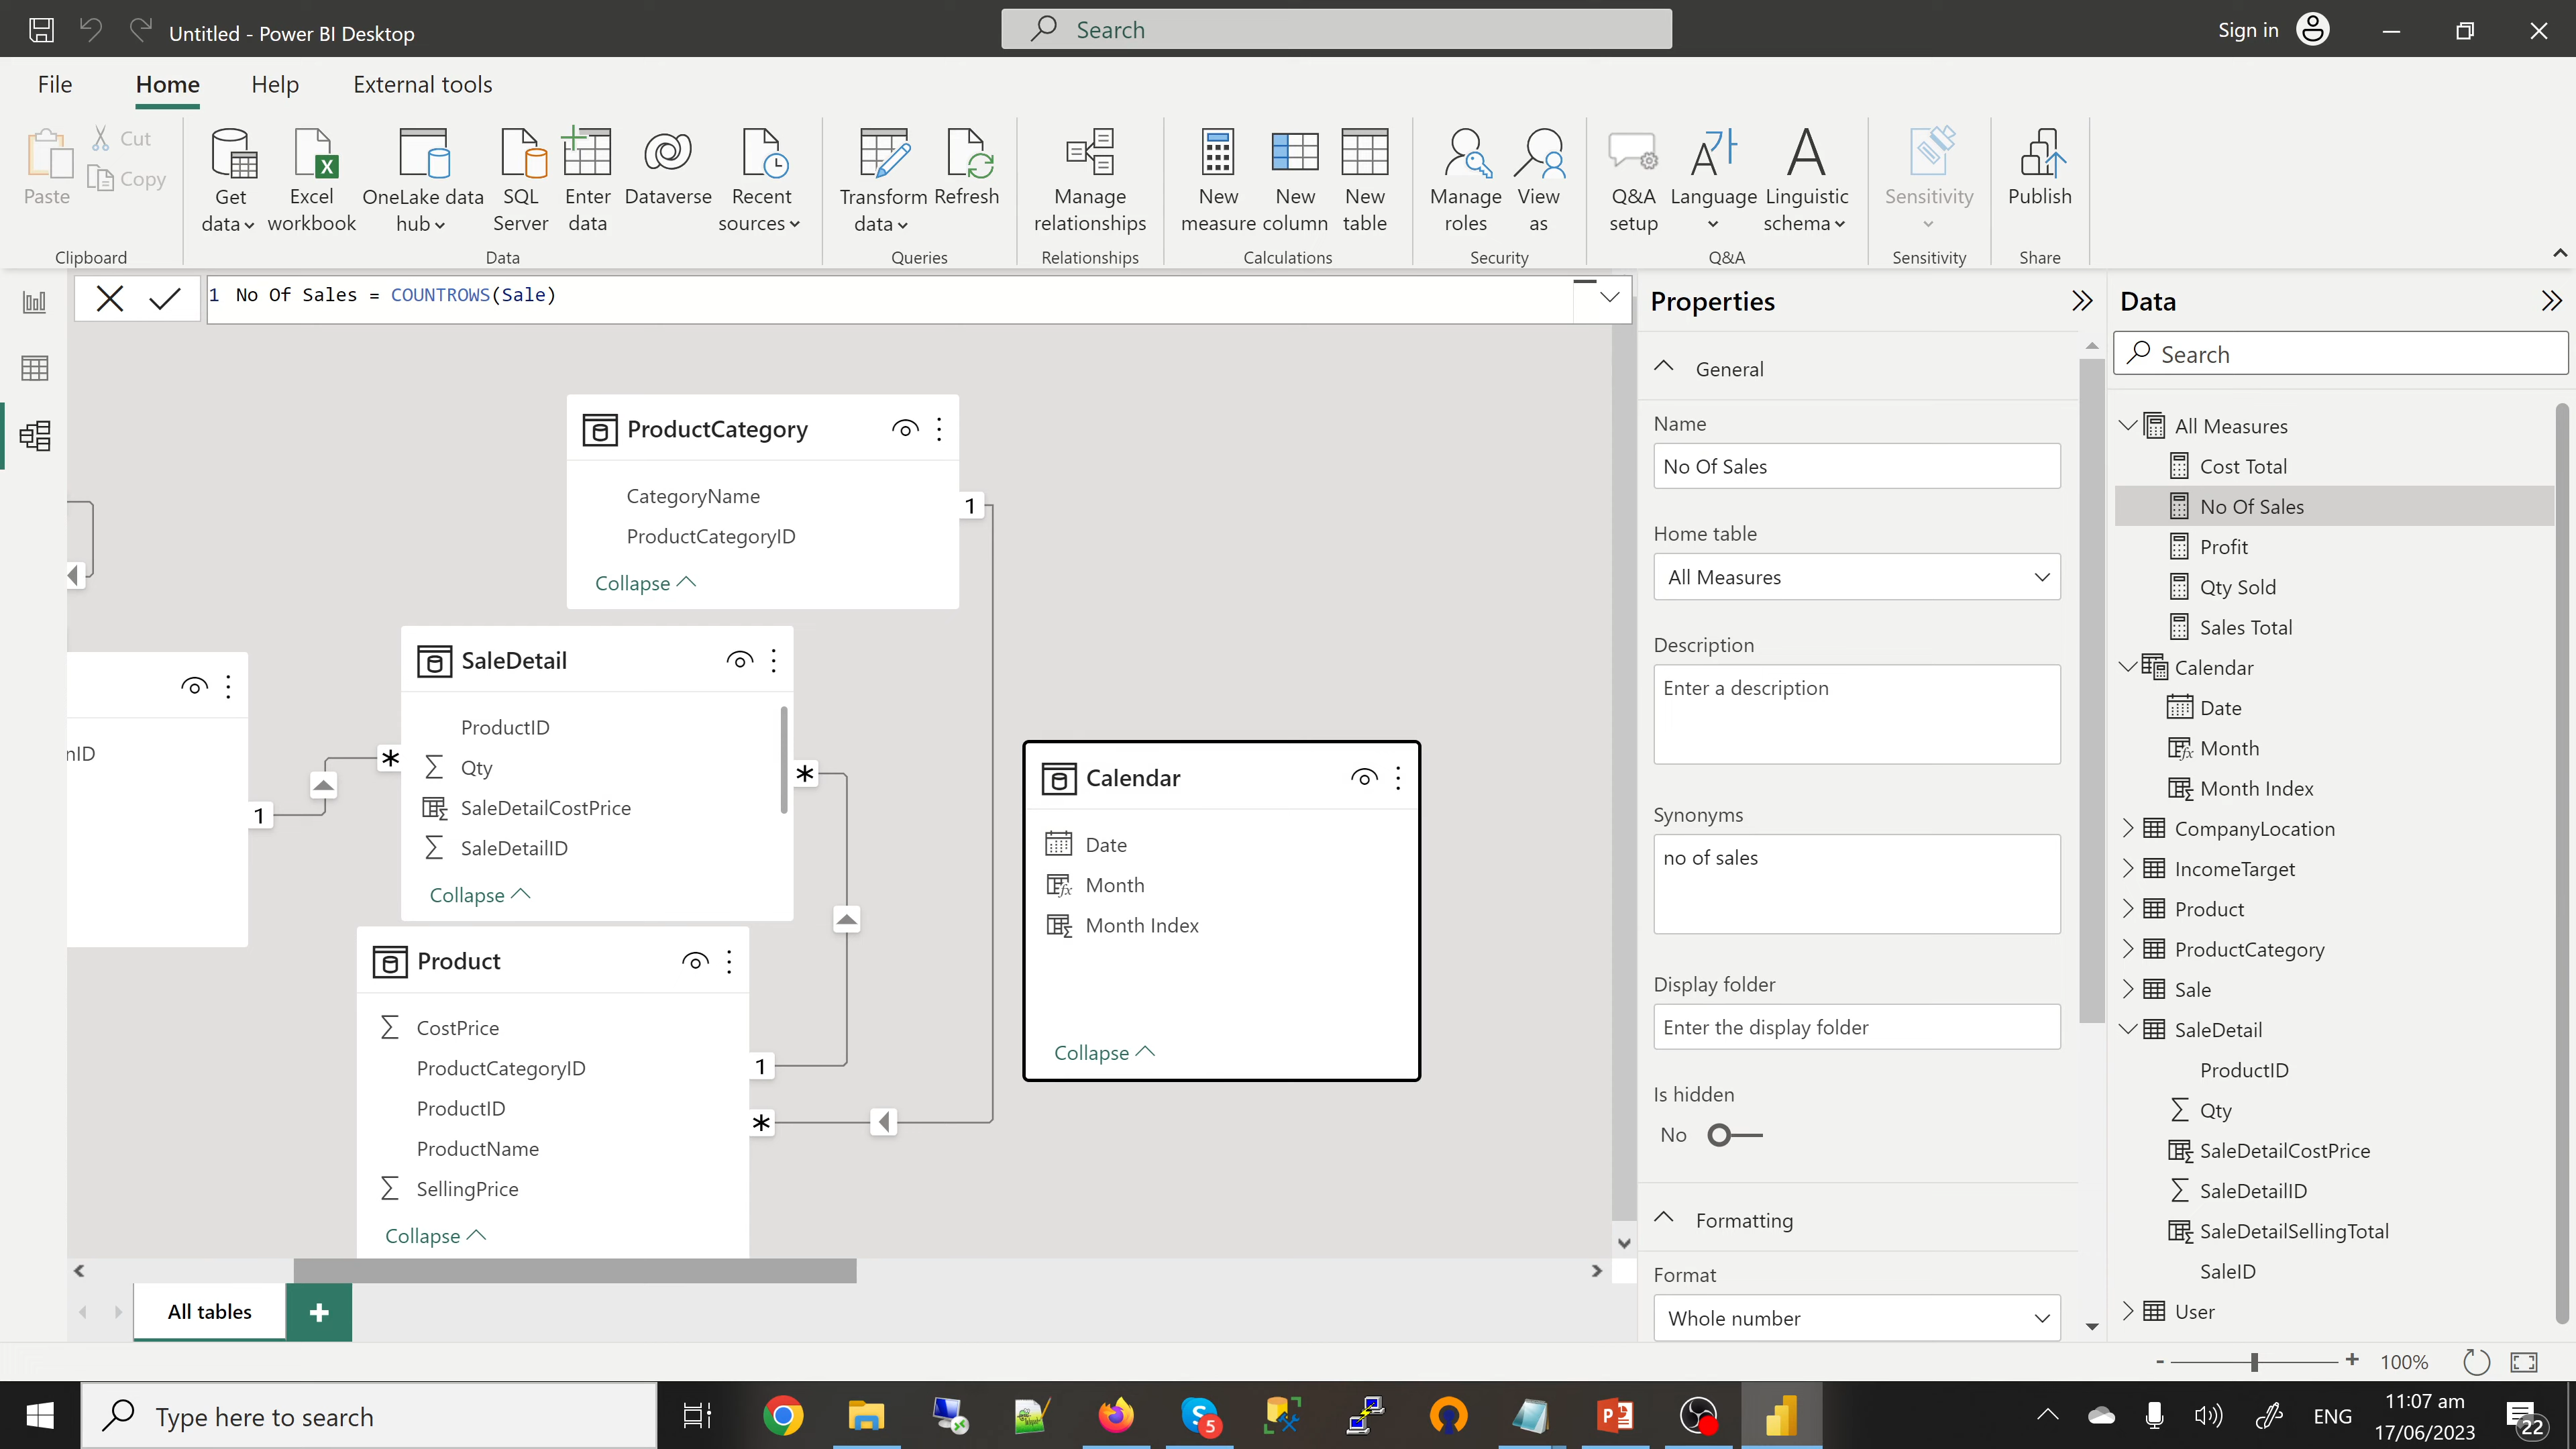 Untitled - Power BI Desktop
Search
Sign in
File
Home
Help
External tools
Paste
Cut
Copy
Clipboard
Get data
Excel workbook
OneLake data hub
SQL Server
Enter data
Dataverse
Recent sources
Data
Transform data
Refresh
Queries
Manage relationships
Relationships
New measure
New column
New table
Calculations
Manage roles
View as
Security
Q&A setup
Language
Linguistic schema
Q&A
Sensitivity
Sensitivity
Publish
Share
1 No Of Sales = COUNTROWS(Sale)
ProductCategory
CategoryName
ProductCategoryID
Collapse
1
nID
1
*
SaleDetail
ProductID
Qty
SaleDetailCostPrice
SaleDetailID
Collapse
*
Product
CostPrice
ProductCategoryID
ProductID
ProductName
SellingPrice
Collapse
1
*
Calendar
Date
Month
Month Index
Collapse
All tables
+
Properties
General
Name
No Of Sales
Home table
All Measures
Description
Enter a description
Synonyms
no of sales
Display folder
Enter the display folder
Is hidden
No
Formatting
Format
Whole number
Data
Search
All Measures
Cost Total
No Of Sales
Profit
Qty Sold
Sales Total
Calendar
Date
Month
Month Index
CompanyLocation
IncomeTarget
Product
ProductCategory
Sale
SaleDetail
ProductID
Qty
SaleDetailCostPrice
SaleDetailID
SaleDetailSellingTotal
SaleID
User
- + 100%
Type here to search
5
ENG
11:07 am
17/06/2023
22